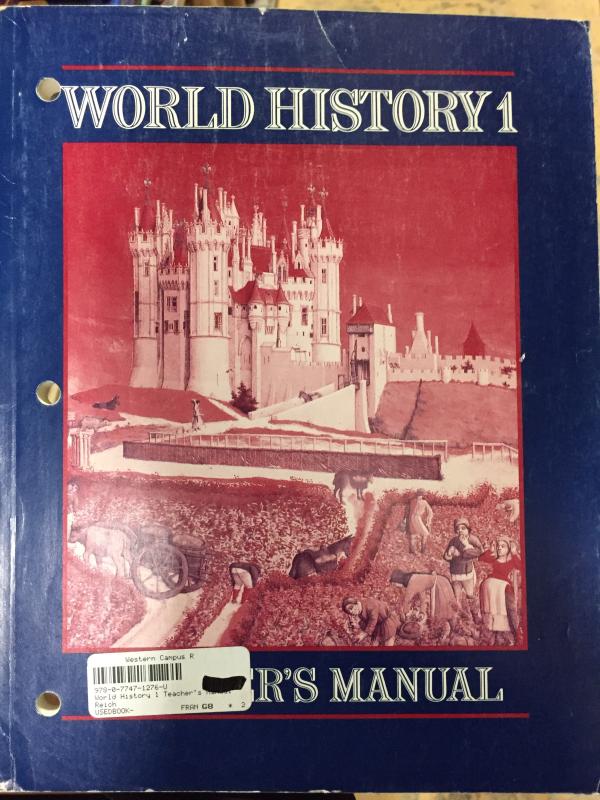 WORLD HISTORY 1
ER'S MANUAL
Western Campus R
978-0-7747-1276-U
World History 1 Teacher's Manual
Reich
USEDBOOK-
FRAN G8 * 2